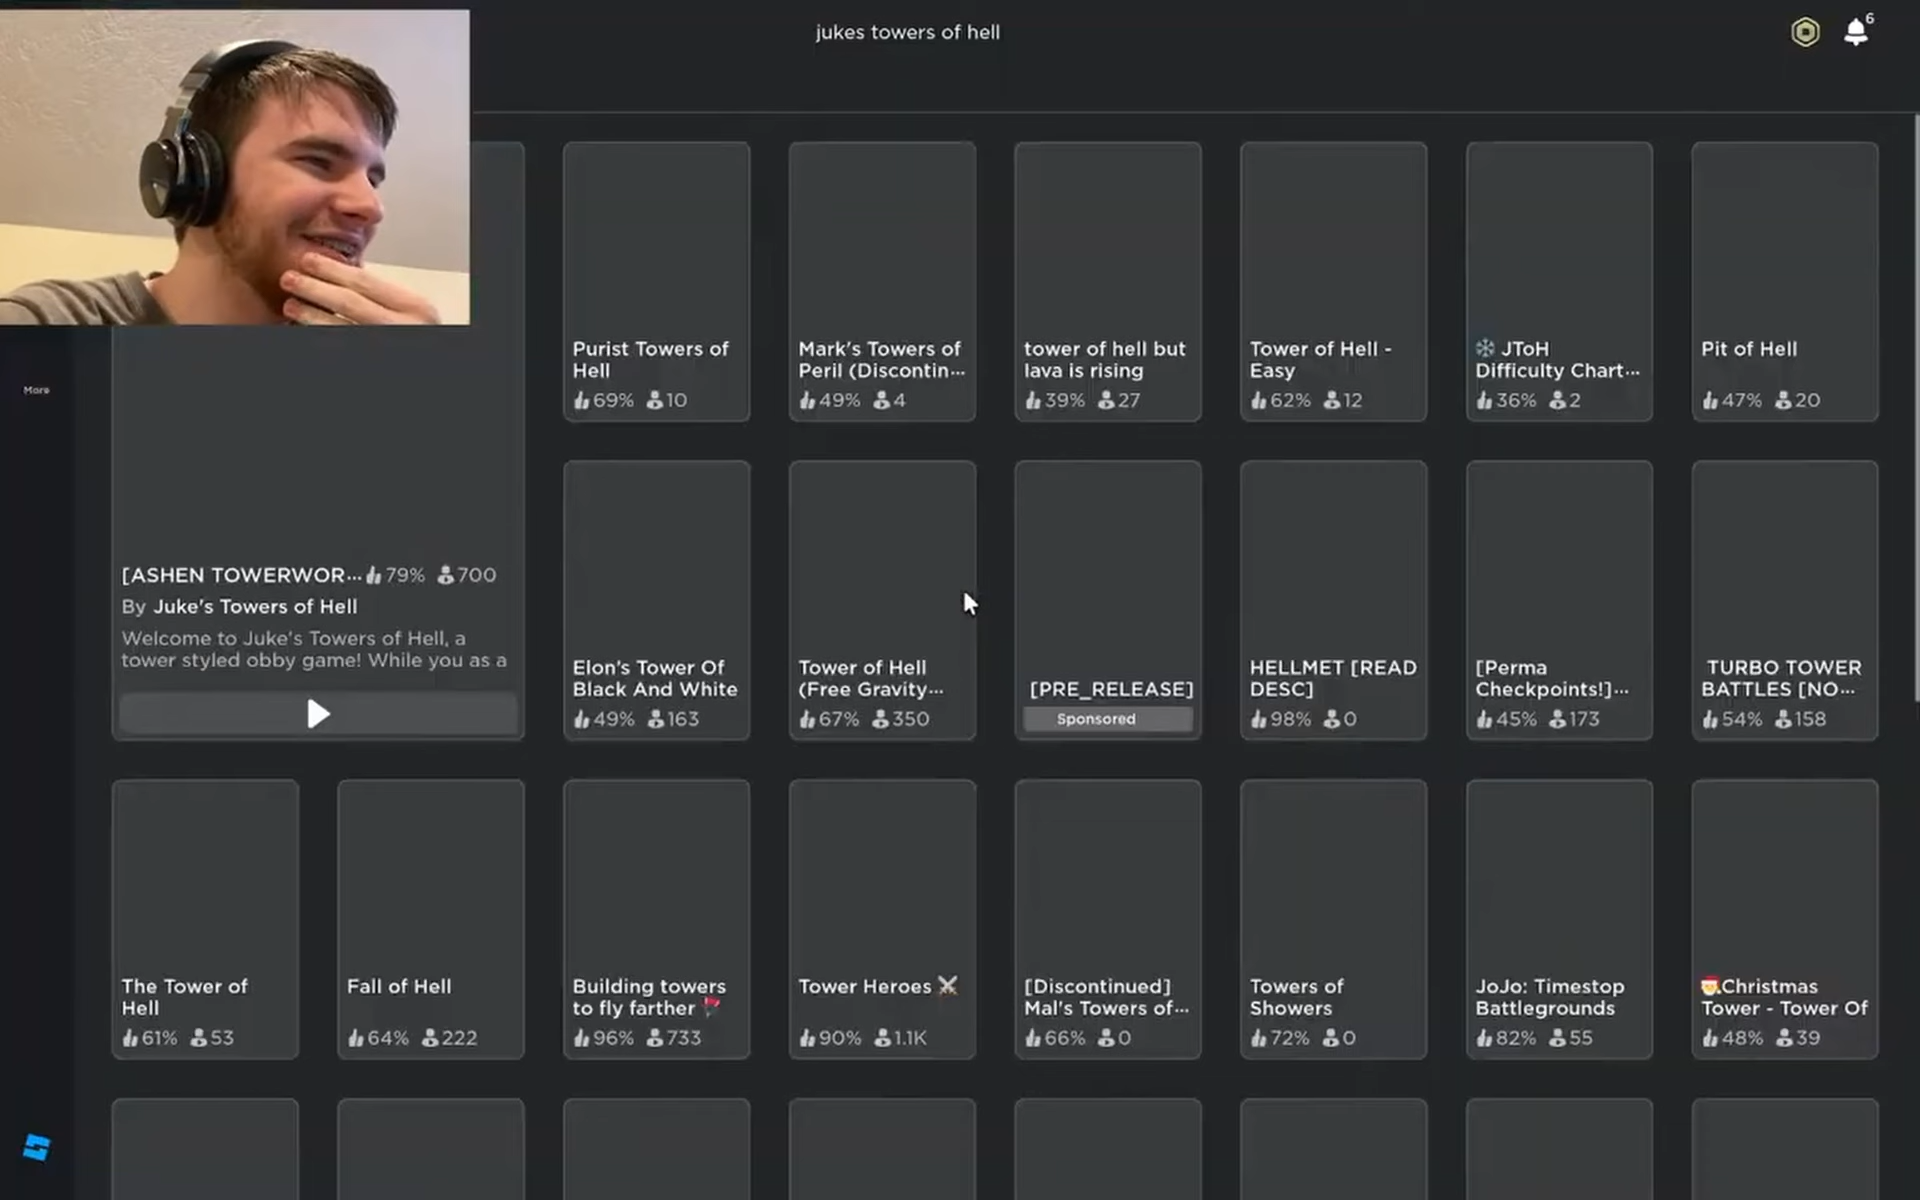 jukes towers of hell
6
More
[ASHEN TOWERWOR... 79% 700
By Juke's Towers of Hell
Welcome to Juke's Towers of Hell, a
tower styled obby game! While you as a
Purist Towers of
Hell
69% 10
Mark's Towers of
Peril (Discontin...
49% 4
tower of hell but
lava is rising
39% 27
Tower of Hell -
Easy
62% 12
❄️ JToH
Difficulty Chart...
36% 2
Pit of Hell
47% 20
Elon's Tower Of
Black And White
49% 163
Tower of Hell
(Free Gravity...
67% 350
[PRE_RELEASE]
Sponsored
HELLMET [READ
DESC]
98% 0
[Perma
Checkpoints!]...
45% 173
TURBO TOWER
BATTLES [NO...
54% 158
The Tower of
Hell
61% 53
Fall of Hell
64% 222
Building towers
to fly farther
96% 733
Tower Heroes ⚔️
90% 1.1K
[Discontinued]
Mal's Towers of...
66% 0
Towers of
Showers
72% 0
JoJo: Timestop
Battlegrounds
82% 55
🎅Christmas
Tower - Tower Of
48% 39